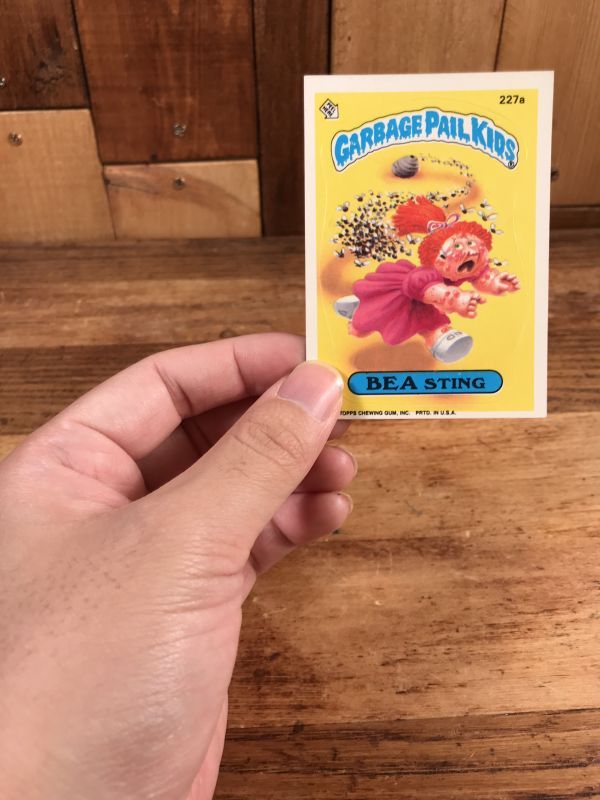 227a
GARBAGE PAIL KIDS
BEA STING
TOPPS CHEWING GUM, INC. PRTD. IN U.S.A.